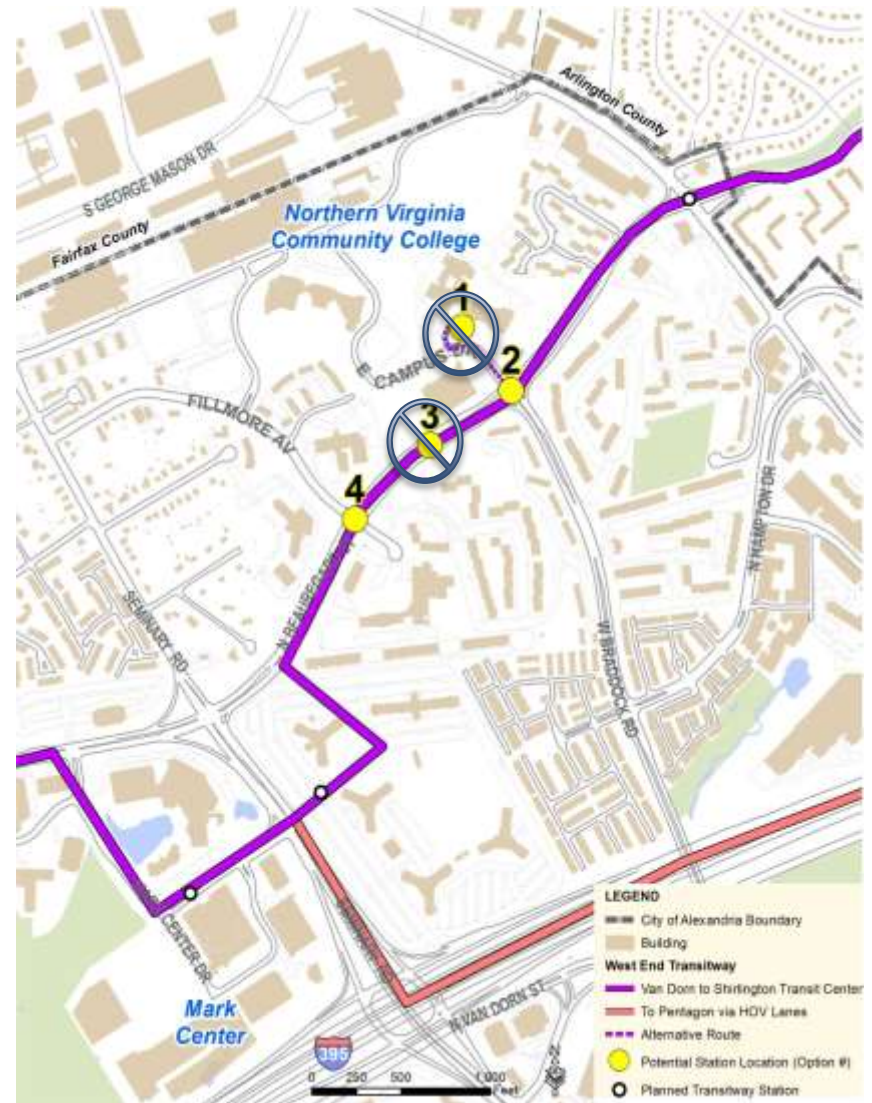 Arlington County
S GEORGE MASON DR
Fairfax County
Northern Virginia
Community College
1
E CAMPUS
2
FILLMORE AV
3
4
N HAMPTON DR
SEMINARY RD
W BRADDOCK RD
CENTER DR
Mark
Center
N VAN DORN ST
395
0 250 500 1,000
Feet
LEGEND
City of Alexandria Boundary
Building
West End Transitway
Van Dorn to Shirlington Transit Center
To Pentagon via HOV Lanes
Alternative Route
Potential Station Location (Option #)
Planned Transitway Station